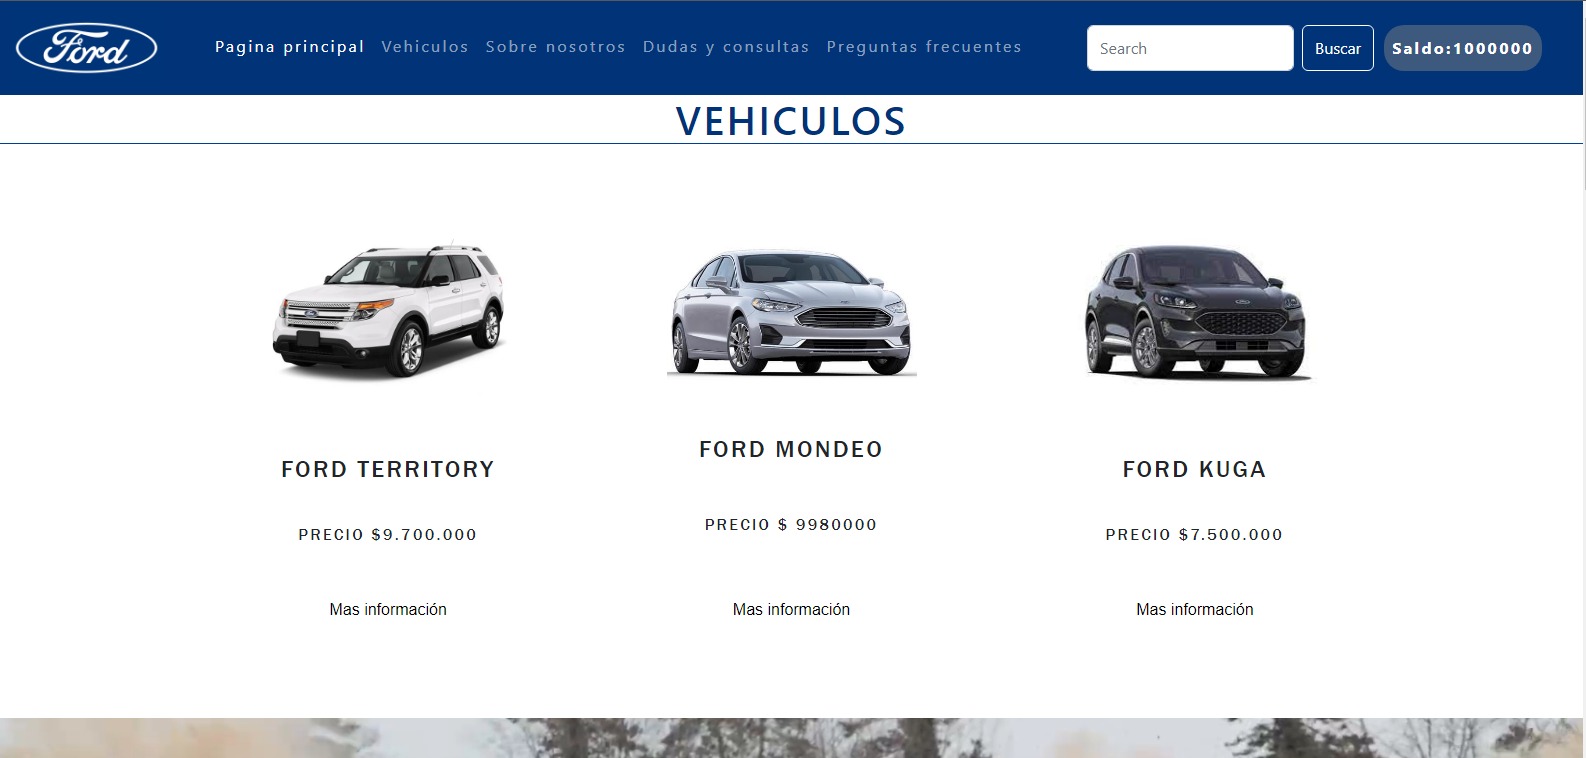 Ford
Pagina principal Vehiculos Sobre nosotros Dudas y consultas Preguntas frecuentes Search Buscar Saldo:1000000
VEHICULOS
FORD TERRITORY
PRECIO $9.700.000
Mas información
FORD MONDEO
PRECIO $ 9980000
Mas información
FORD KUGA
PRECIO $7.500.000
Mas información